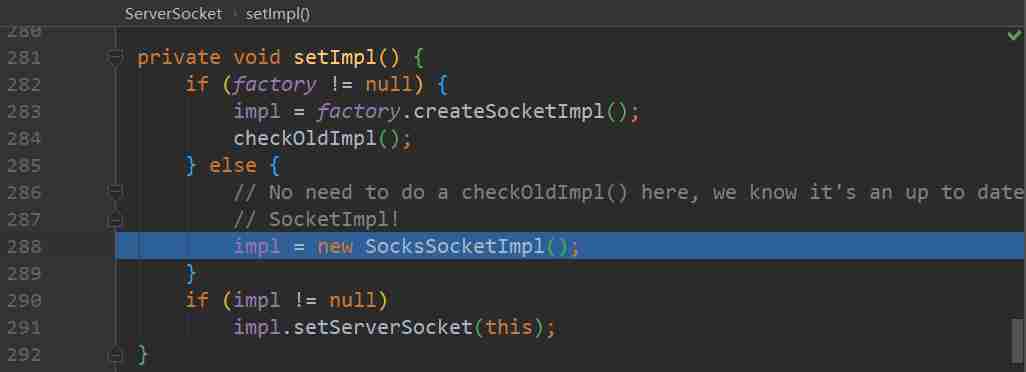 ServerSocket › setImpl()
280
281 private void setImpl() {
282 if (factory != null) {
283 impl = factory.createSocketImpl();
284 checkOldImpl();
285 } else {
286 // No need to do a checkOldImpl() here, we know it's an up to date
287 // SocketImpl!
288 impl = new SocksSocketImpl();
289 }
290 if (impl != null)
291 impl.setServerSocket(this);
292 }